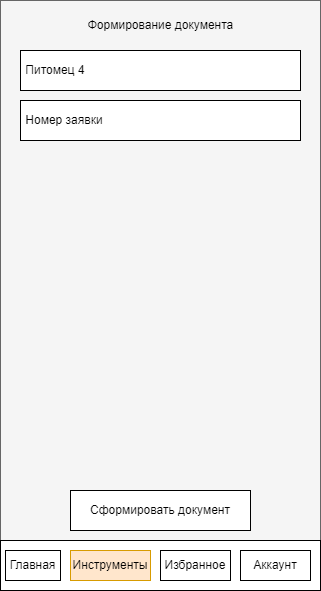 Формирование документа
Питомец 4
Номер заявки
Сформировать документ
Главная
Инструменты
Избранное
Аккаунт